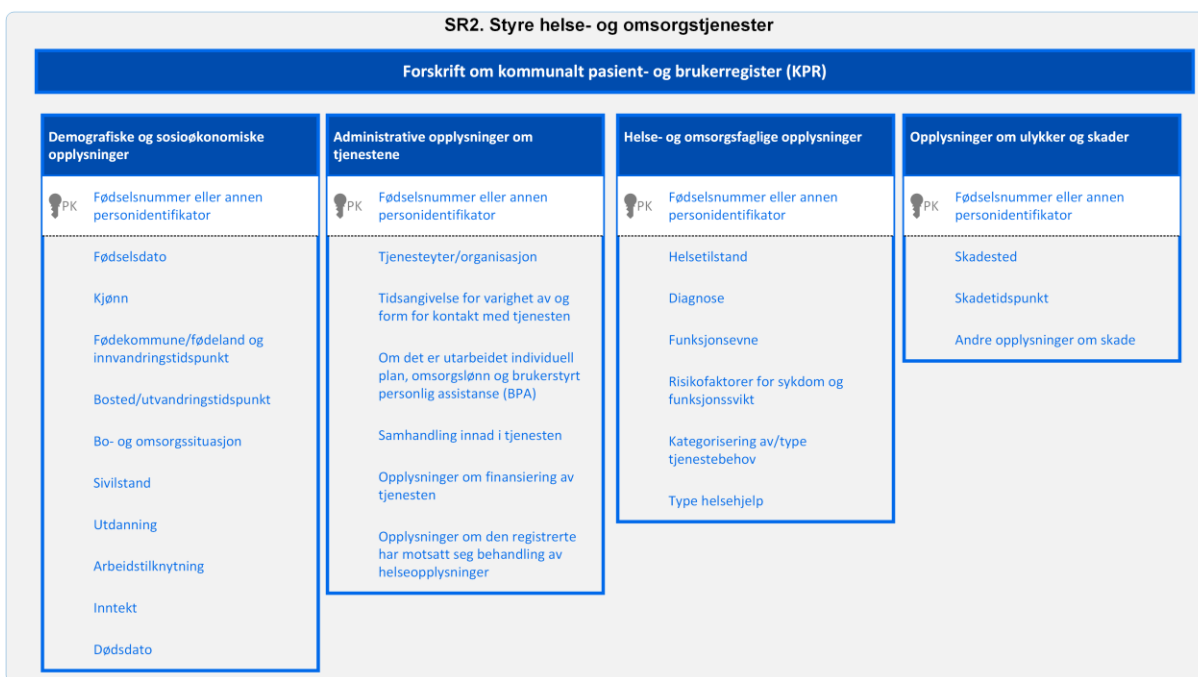 SR2. Styre helse- og omsorgstjenester
Forskrift om kommunalt pasient- og brukerregister (KPR)
Demografiske og sosioøkonomiske
opplysninger
PK
Fødselsnummer eller annen
personidentifikator
Fødselsdato
Kjønn
Fødekommune/fødeland og
innvandringstidspunkt
Bosted/utvandringstidspunkt
Bo- og omsorgssituasjon
Sivilstand
Utdanning
Arbeidstilknytning
Inntekt
Dødsdato
Administrative opplysninger om
tjenestene
PK
Fødselsnummer eller annen
personidentifikator
Tjenesteyter/organisasjon
Tidsangivelse for varighet av og
form for kontakt med tjenesten
Om det er utarbeidet individuell
plan, omsorgslønn og brukerstyrt
personlig assistanse (BPA)
Samhandling innad i tjenesten
Opplysninger om finansiering av
tjenesten
Opplysninger om den registrerte
har motsatt seg behandling av
helseopplysninger
Helse- og omsorgsfaglige opplysninger
PK
Fødselsnummer eller annen
personidentifikator
Helsetilstand
Diagnose
Funksjonsevne
Risikofaktorer for sykdom og
funksjonssvikt
Kategorisering av/type
tjenestebehov
Type helsehjelp
Opplysninger om ulykker og skader
PK
Fødselsnummer eller annen
personidentifikator
Skadested
Skadetidspunkt
Andre opplysninger om skade